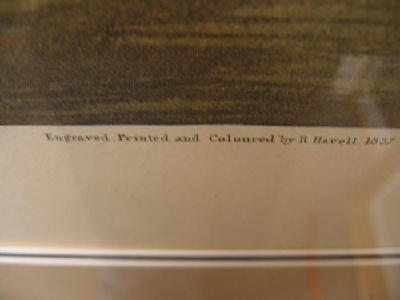 Engraved, Printed and Coloured by R. Havell. 1837